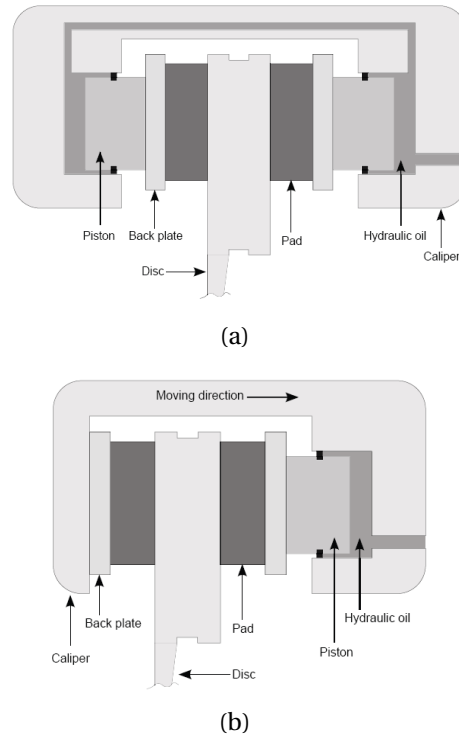 Piston
Back plate
Pad
Hydraulic oil
Caliper
Disc
(a)
Moving direction
Back plate
Pad
Hydraulic oil
Caliper
Piston
Disc
(b)